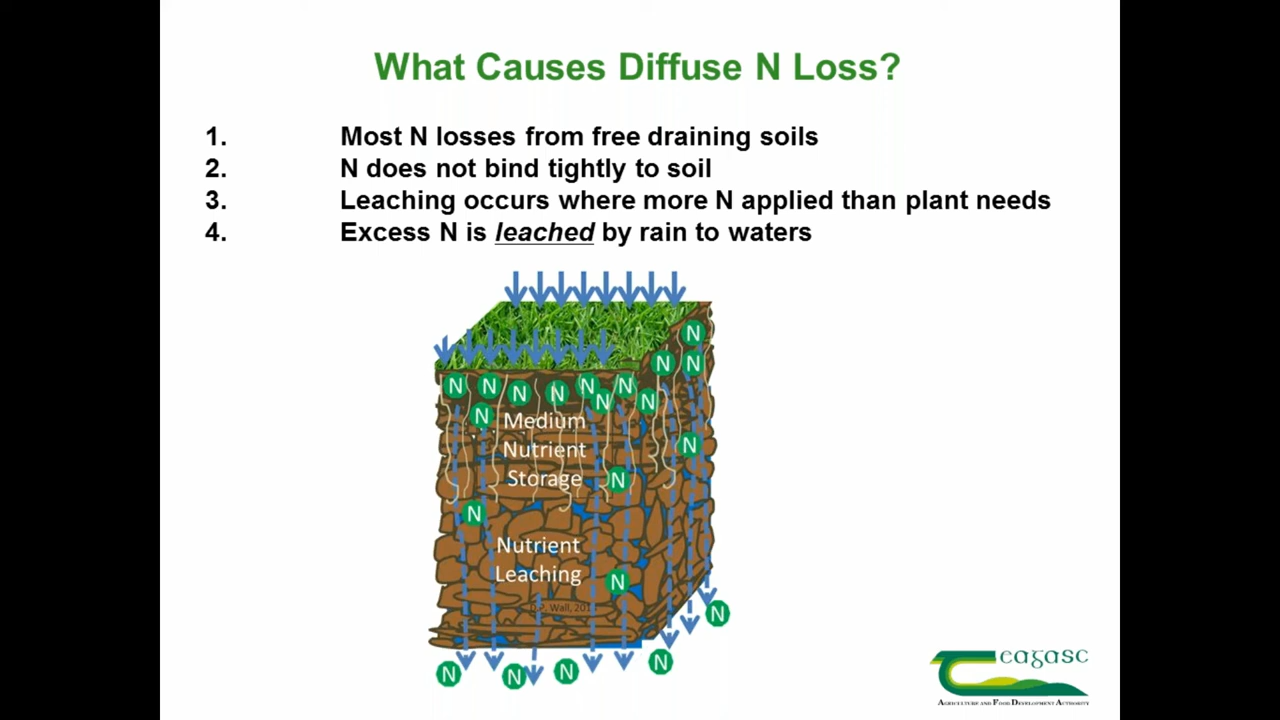 What Causes Diffuse N Loss?
1. Most N losses from free draining soils
2. N does not bind tightly to soil
3. Leaching occurs where more N applied than plant needs
4. Excess N is leached by rain to waters
N
N N
N N N N N N N N
N
Medium
Nutrient
Storage
N
N
N
Nutrient
Leaching
N
N
N N N N
teagasc
AGRICULTURE AND FOOD DEVELOPMENT AUTHORITY